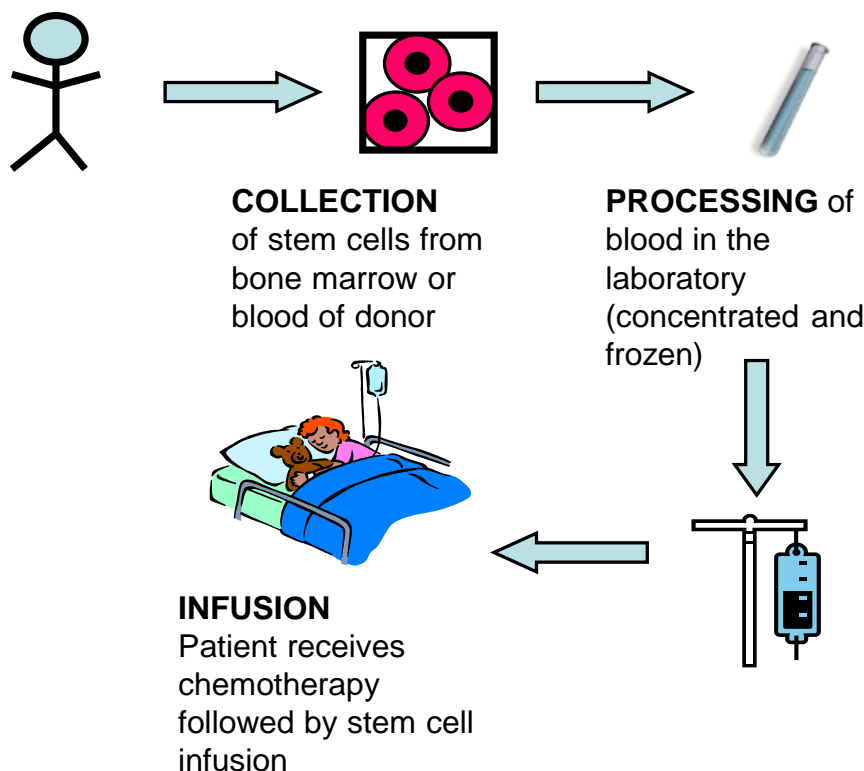 COLLECTION
of stem cells from
bone marrow or
blood of donor
PROCESSING of
blood in the
laboratory
(concentrated and
frozen)
INFUSION
Patient receives
chemotherapy
followed by stem cell
infusion